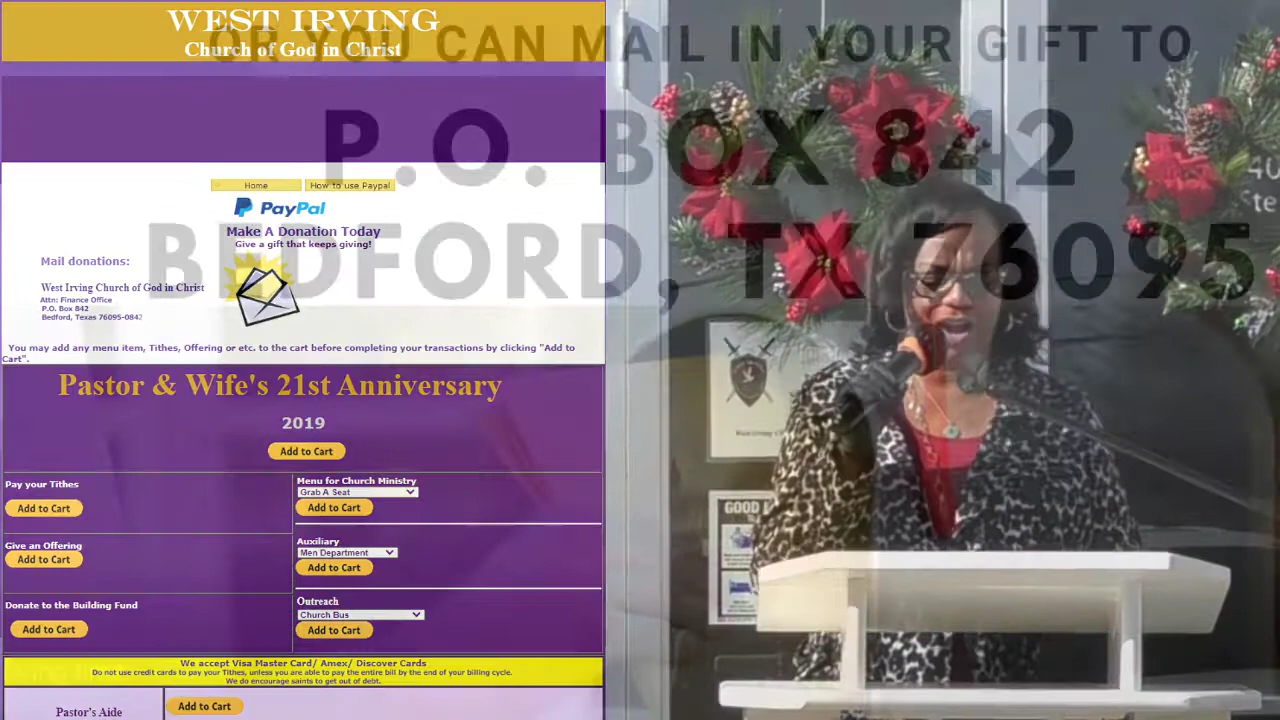 WEST IRVING
Church of God in Christ
OR YOU CAN MAIL IN YOUR GIFT TO
P.O. BOX 842
BEDFORD, TX 76095
Home
How to use Paypal
PayPal
Make A Donation Today
Give a gift that keeps giving!
Mail donations:
West Irving Church of God in Christ
Attn: Finance Office
P.O. Box 842
Bedford, Texas 76095-0842
You may add any menu item, Tithes, Offering or etc. to the cart before completing your transactions by clicking "Add to
Cart".
Pastor & Wife's 21st Anniversary
2019
Add to Cart
Pay your Tithes
Add to Cart
Menu for Church Ministry
Grab A Seat
Add to Cart
Give an Offering
Add to Cart
Auxiliary
Men Department
Add to Cart
Donate to the Building Fund
Add to Cart
Outreach
Church Bus
Add to Cart
We accept Visa Master Card/ Amex/ Discover Cards
Do not use credit cards to pay your Tithes, unless you are able to pay the entire bill by the end of your billing cycle.
We do encourage saints to get out of debt.
Pastor's Aide
Add to Cart
40
Ste
West Irving C
GOOD